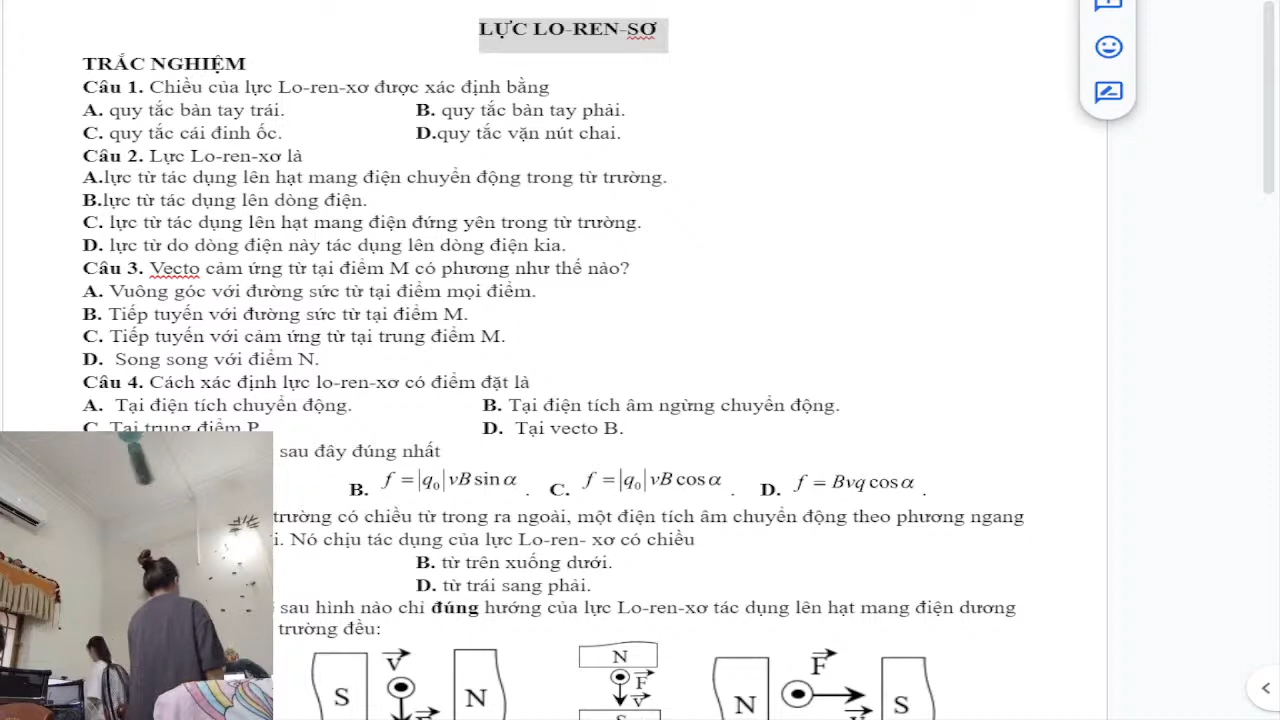 LỰC LO-REN-SƠ
TRẮC NGHIỆM
Câu 1. Chiều của lực Lo-ren-xơ được xác định bằng
A. quy tắc bàn tay trái. B. quy tắc bàn tay phải.
C. quy tắc cái đinh ốc. D.quy tắc vặn nút chai.
Câu 2. Lực Lo-ren-xơ là
A.lực từ tác dụng lên hạt mang điện chuyển động trong từ trường.
B.lực từ tác dụng lên dòng điện.
C. lực từ tác dụng lên hạt mang điện đứng yên trong từ trường.
D. lực từ do dòng điện này tác dụng lên dòng điện kia.
Câu 3. Vecto cảm ứng từ tại điểm M có phương như thế nào?
A. Vuông góc với đường sức từ tại điểm mọi điểm.
B. Tiếp tuyến với đường sức từ tại điểm M.
C. Tiếp tuyến với cảm ứng từ tại trung điểm M.
D. Song song với điểm N.
Câu 4. Cách xác định lực lo-ren-xơ có điểm đặt là
A. Tại điện tích chuyển động. B. Tại điện tích âm ngừng chuyển động.
C. Tại trung điểm P. D. Tại vecto B.
sau đây đúng nhất
B. f = |q₀| vB sin α . C. f = |q₀| vB cos α . D. f = Bvq cos α .
trường có chiều từ trong ra ngoài, một điện tích âm chuyển động theo phương ngang
i. Nó chịu tác dụng của lực Lo-ren- xơ có chiều
B. từ trên xuống dưới.
D. từ trái sang phải.
sau hình nào chỉ đúng hướng của lực Lo-ren-xơ tác dụng lên hạt mang điện dương
trường đều:
S v N N F v N F S